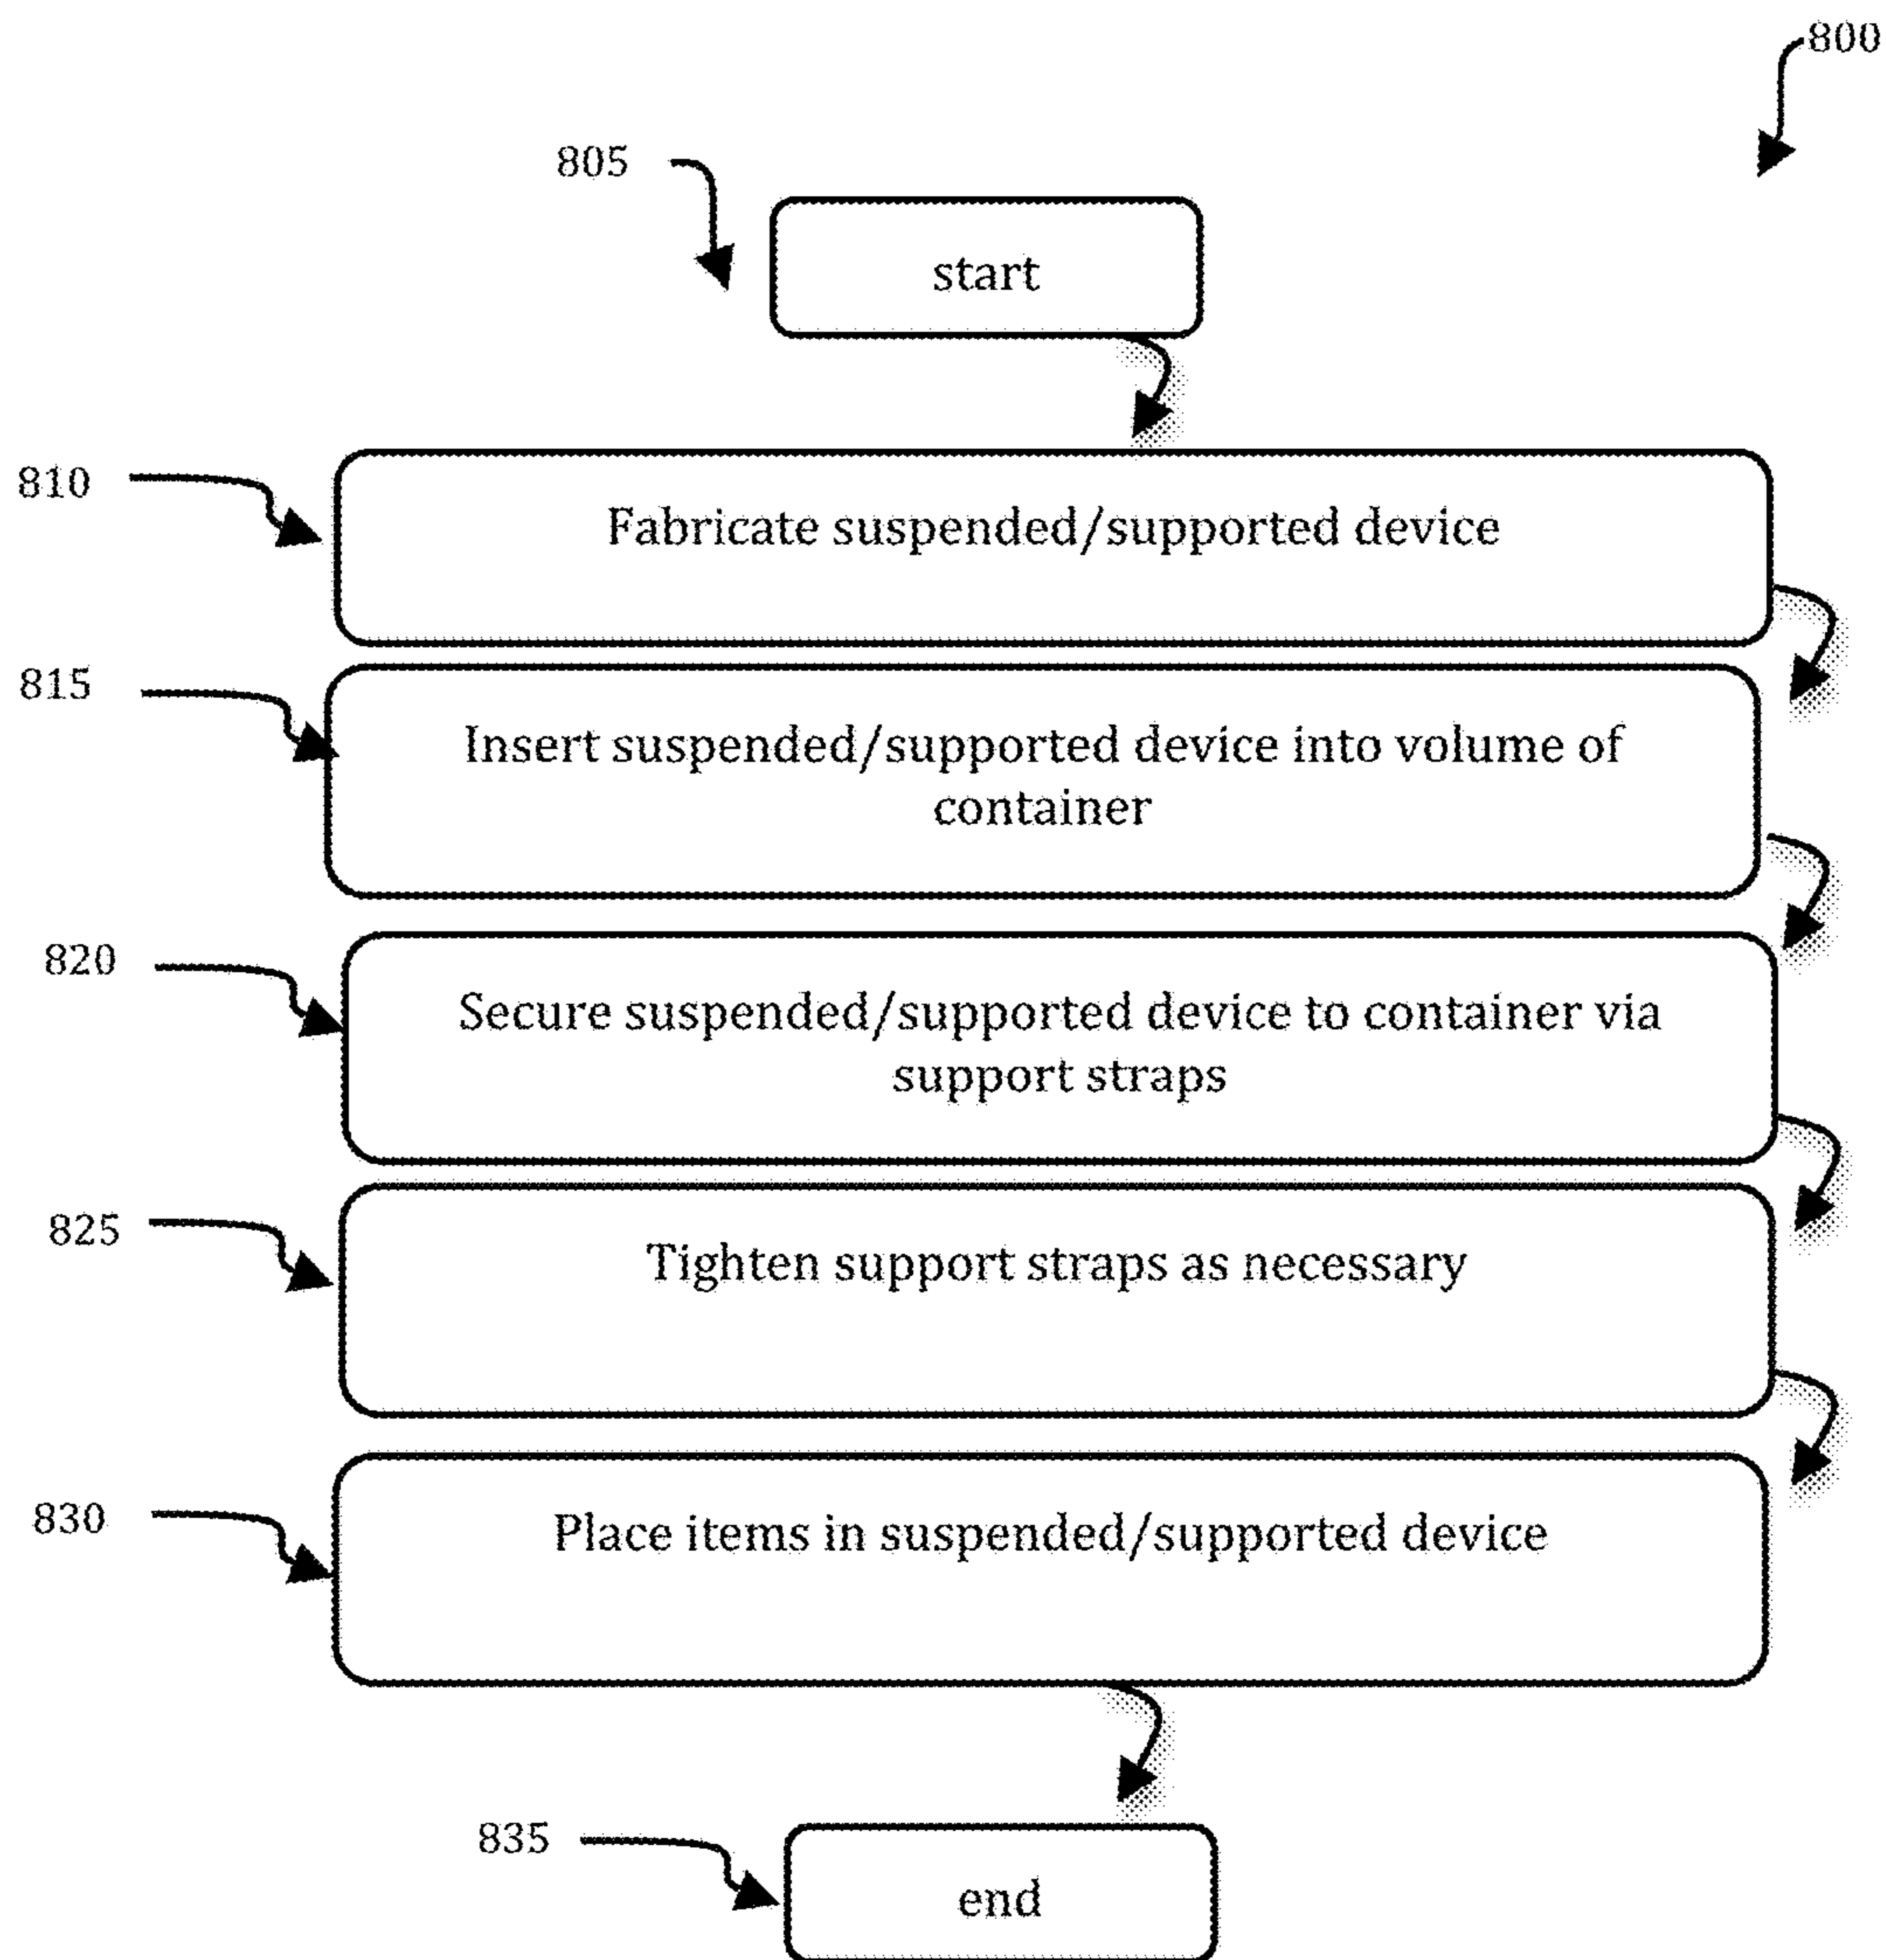 800
805
start
810
Fabricate suspended/supported device
815
Insert suspended/supported device into volume of
container
820
Secure suspended/supported device to container via
support straps
825
Tighten support straps as necessary
830
Place items in suspended/supported device
835
end